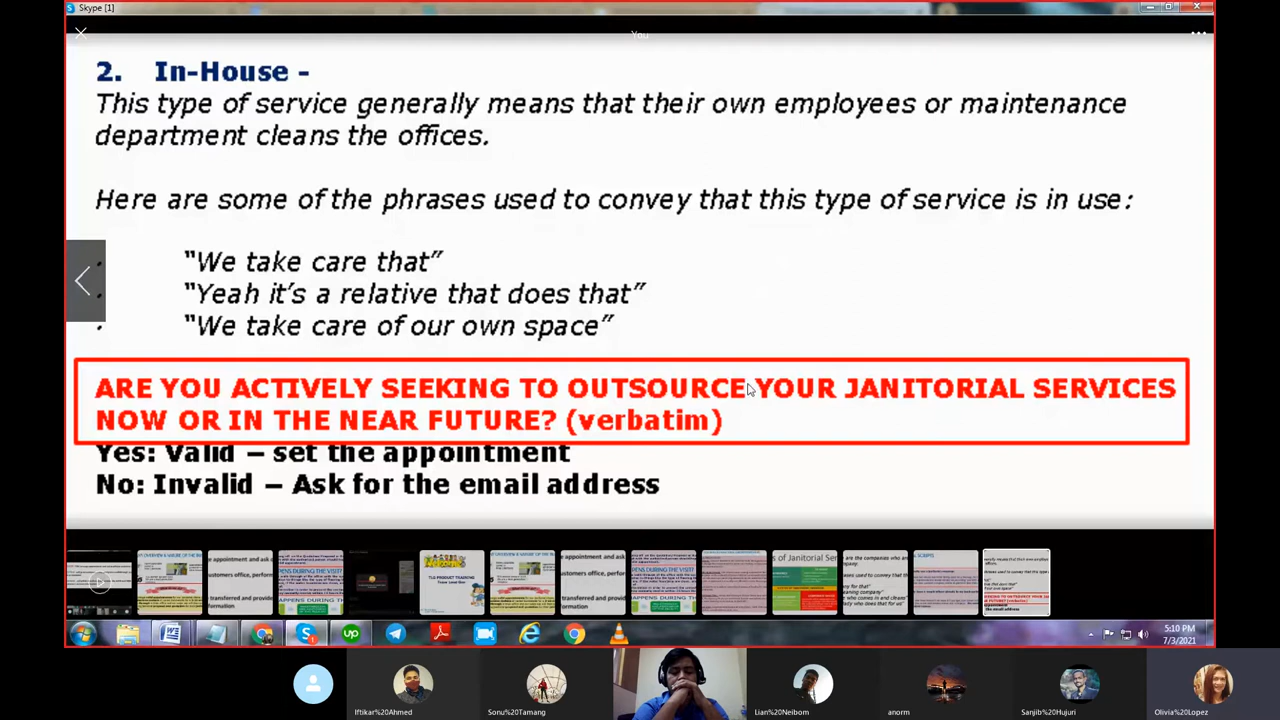 Skype [1]
You
2. In-House -
This type of service generally means that their own employees or maintenance
department cleans the offices.
Here are some of the phrases used to convey that this type of service is in use:
· "We take care that"
· "Yeah it's a relative that does that"
· "We take care of our own space"
ARE YOU ACTIVELY SEEKING TO OUTSOURCE YOUR JANITORIAL SERVICES
NOW OR IN THE NEAR FUTURE? (verbatim)
Yes: Valid – set the appointment
No: Invalid – Ask for the email address
5:10 PM
7/3/2021
Iftikar%20Ahmed
Sonu%20Tamang
Lian%20Neibom
anorm
Sanjib%20Hujuri
Olivia%20Lopez